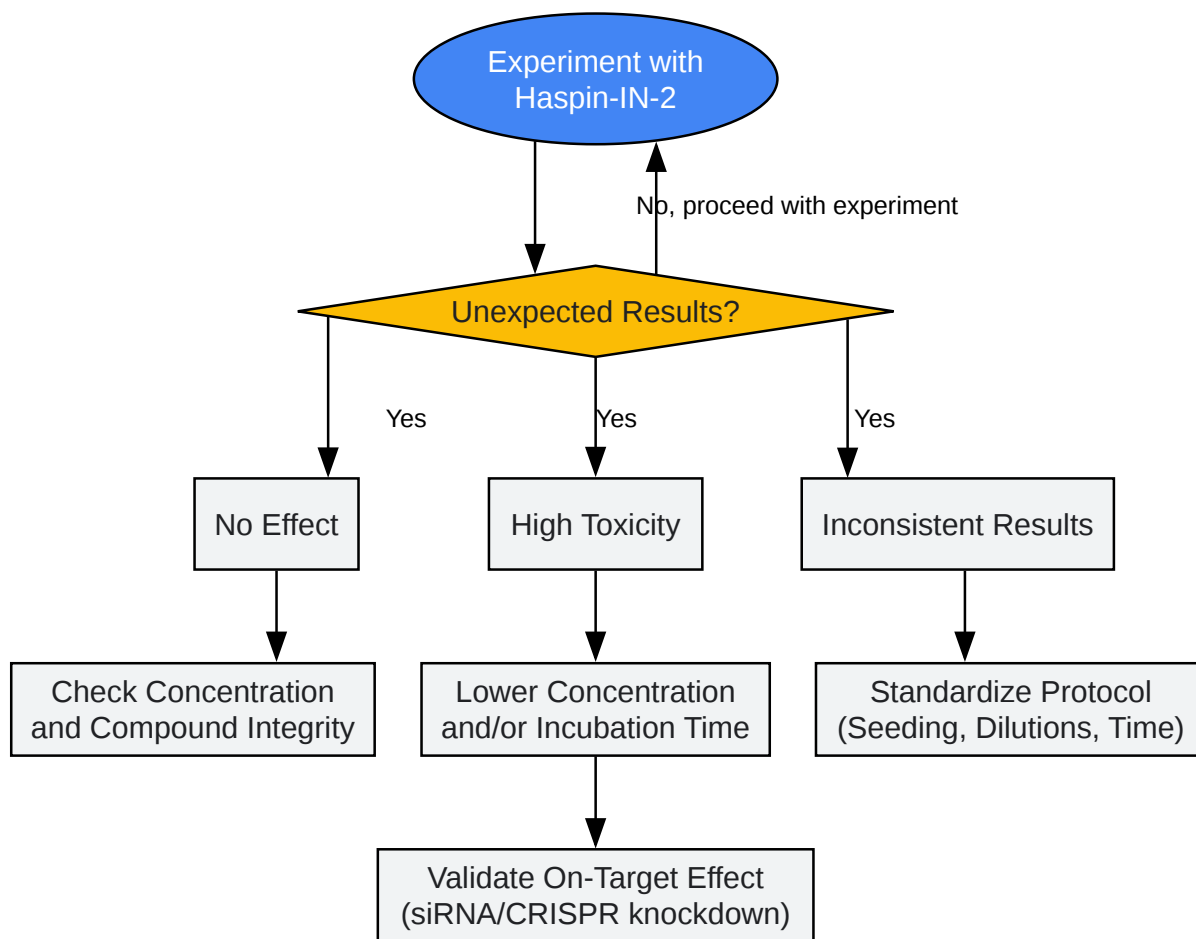 Experiment with
Haspin-IN-2
No, proceed with experiment
Unexpected Results?
Yes
Yes
Yes
No Effect
High Toxicity
Inconsistent Results
Check Concentration
and Compound Integrity
Lower Concentration
and/or Incubation Time
Standardize Protocol
(Seeding, Dilutions, Time)
Validate On-Target Effect
(siRNA/CRISPR knockdown)